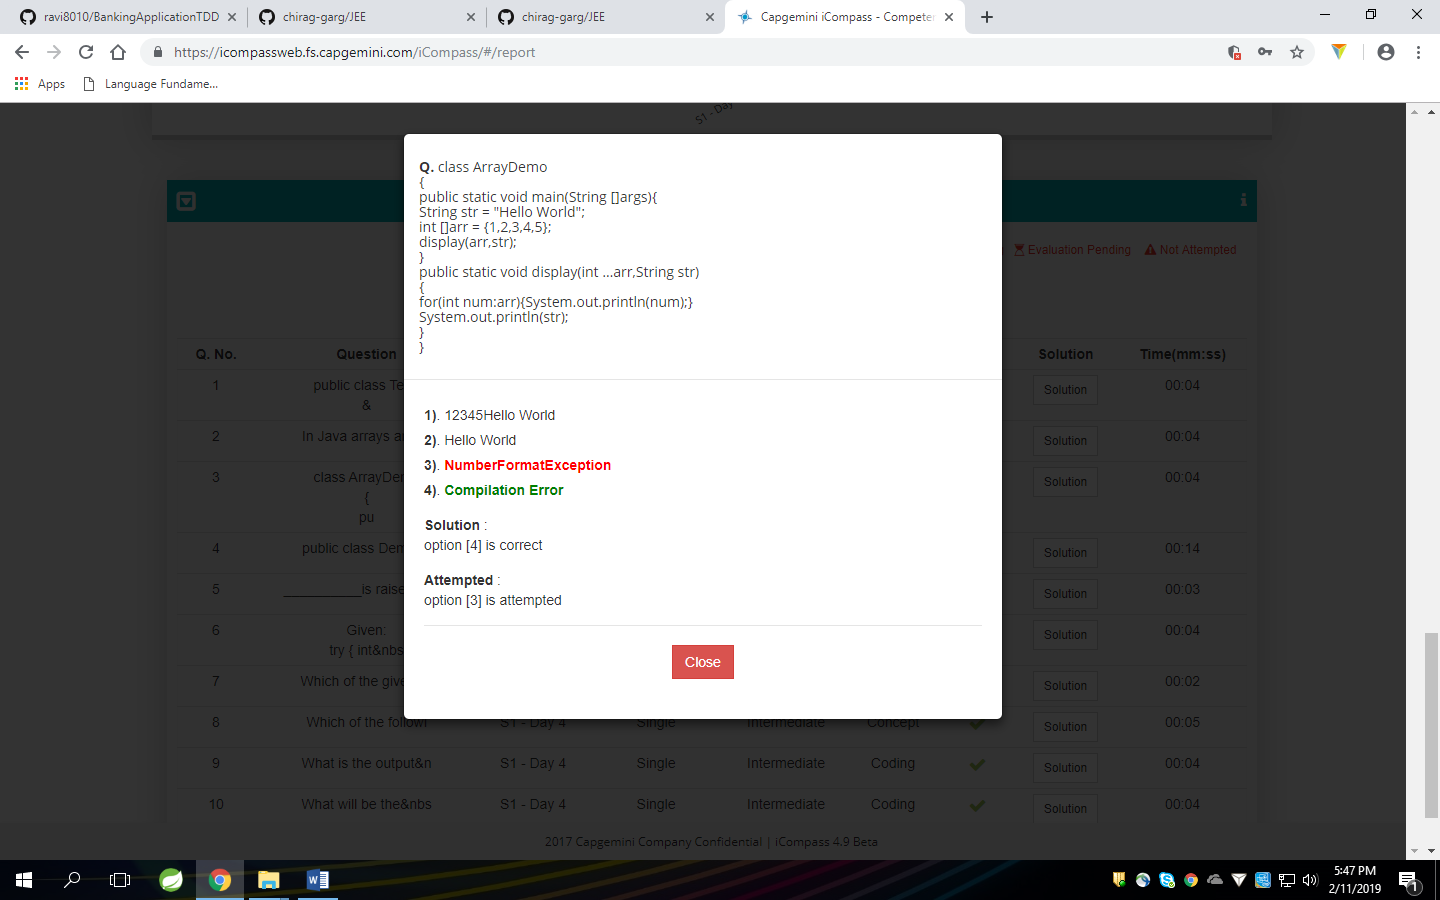 ravi8010/BankingApplicationTDD
chirag-garg/JEE
chirag-garg/JEE
Capgemini iCompass - Competen
https://icompassweb.fs.capgemini.com/iCompass/#/report
Apps
Language Fundame...
S1 - Day
Q. class ArrayDemo
{
public static void main(String []args){
String str = "Hello World";
int []arr = {1,2,3,4,5};
display(arr,str);
}
public static void display(int ...arr,String str)
{
for(int num:arr){System.out.println(num);}
System.out.println(str);
}
}
1). 12345Hello World
2). Hello World
3). NumberFormatException
4). Compilation Error
Solution :
option [4] is correct
Attempted :
option [3] is attempted
Close
Evaluation Pending Not Attempted
Q. No. Question Solution Time(mm:ss)
1 public class Te Solution 00:04
&
2 In Java arrays a Solution 00:04
3 class ArrayDe Solution 00:04
{
pu
4 public class Dem Solution 00:14
5 __________is raise Solution 00:03
6 Given: Solution 00:04
try { int&nbs
7 Which of the give Solution 00:02
8 Which of the followi S1 - Day 4 Single Intermediate Concept Solution 00:05
9 What is the output&n S1 - Day 4 Single Intermediate Coding Solution 00:04
10 What will be the&nbs S1 - Day 4 Single Intermediate Coding Solution 00:04
2017 Capgemini Company Confidential | iCompass 4.9 Beta
5:47 PM
2/11/2019
1